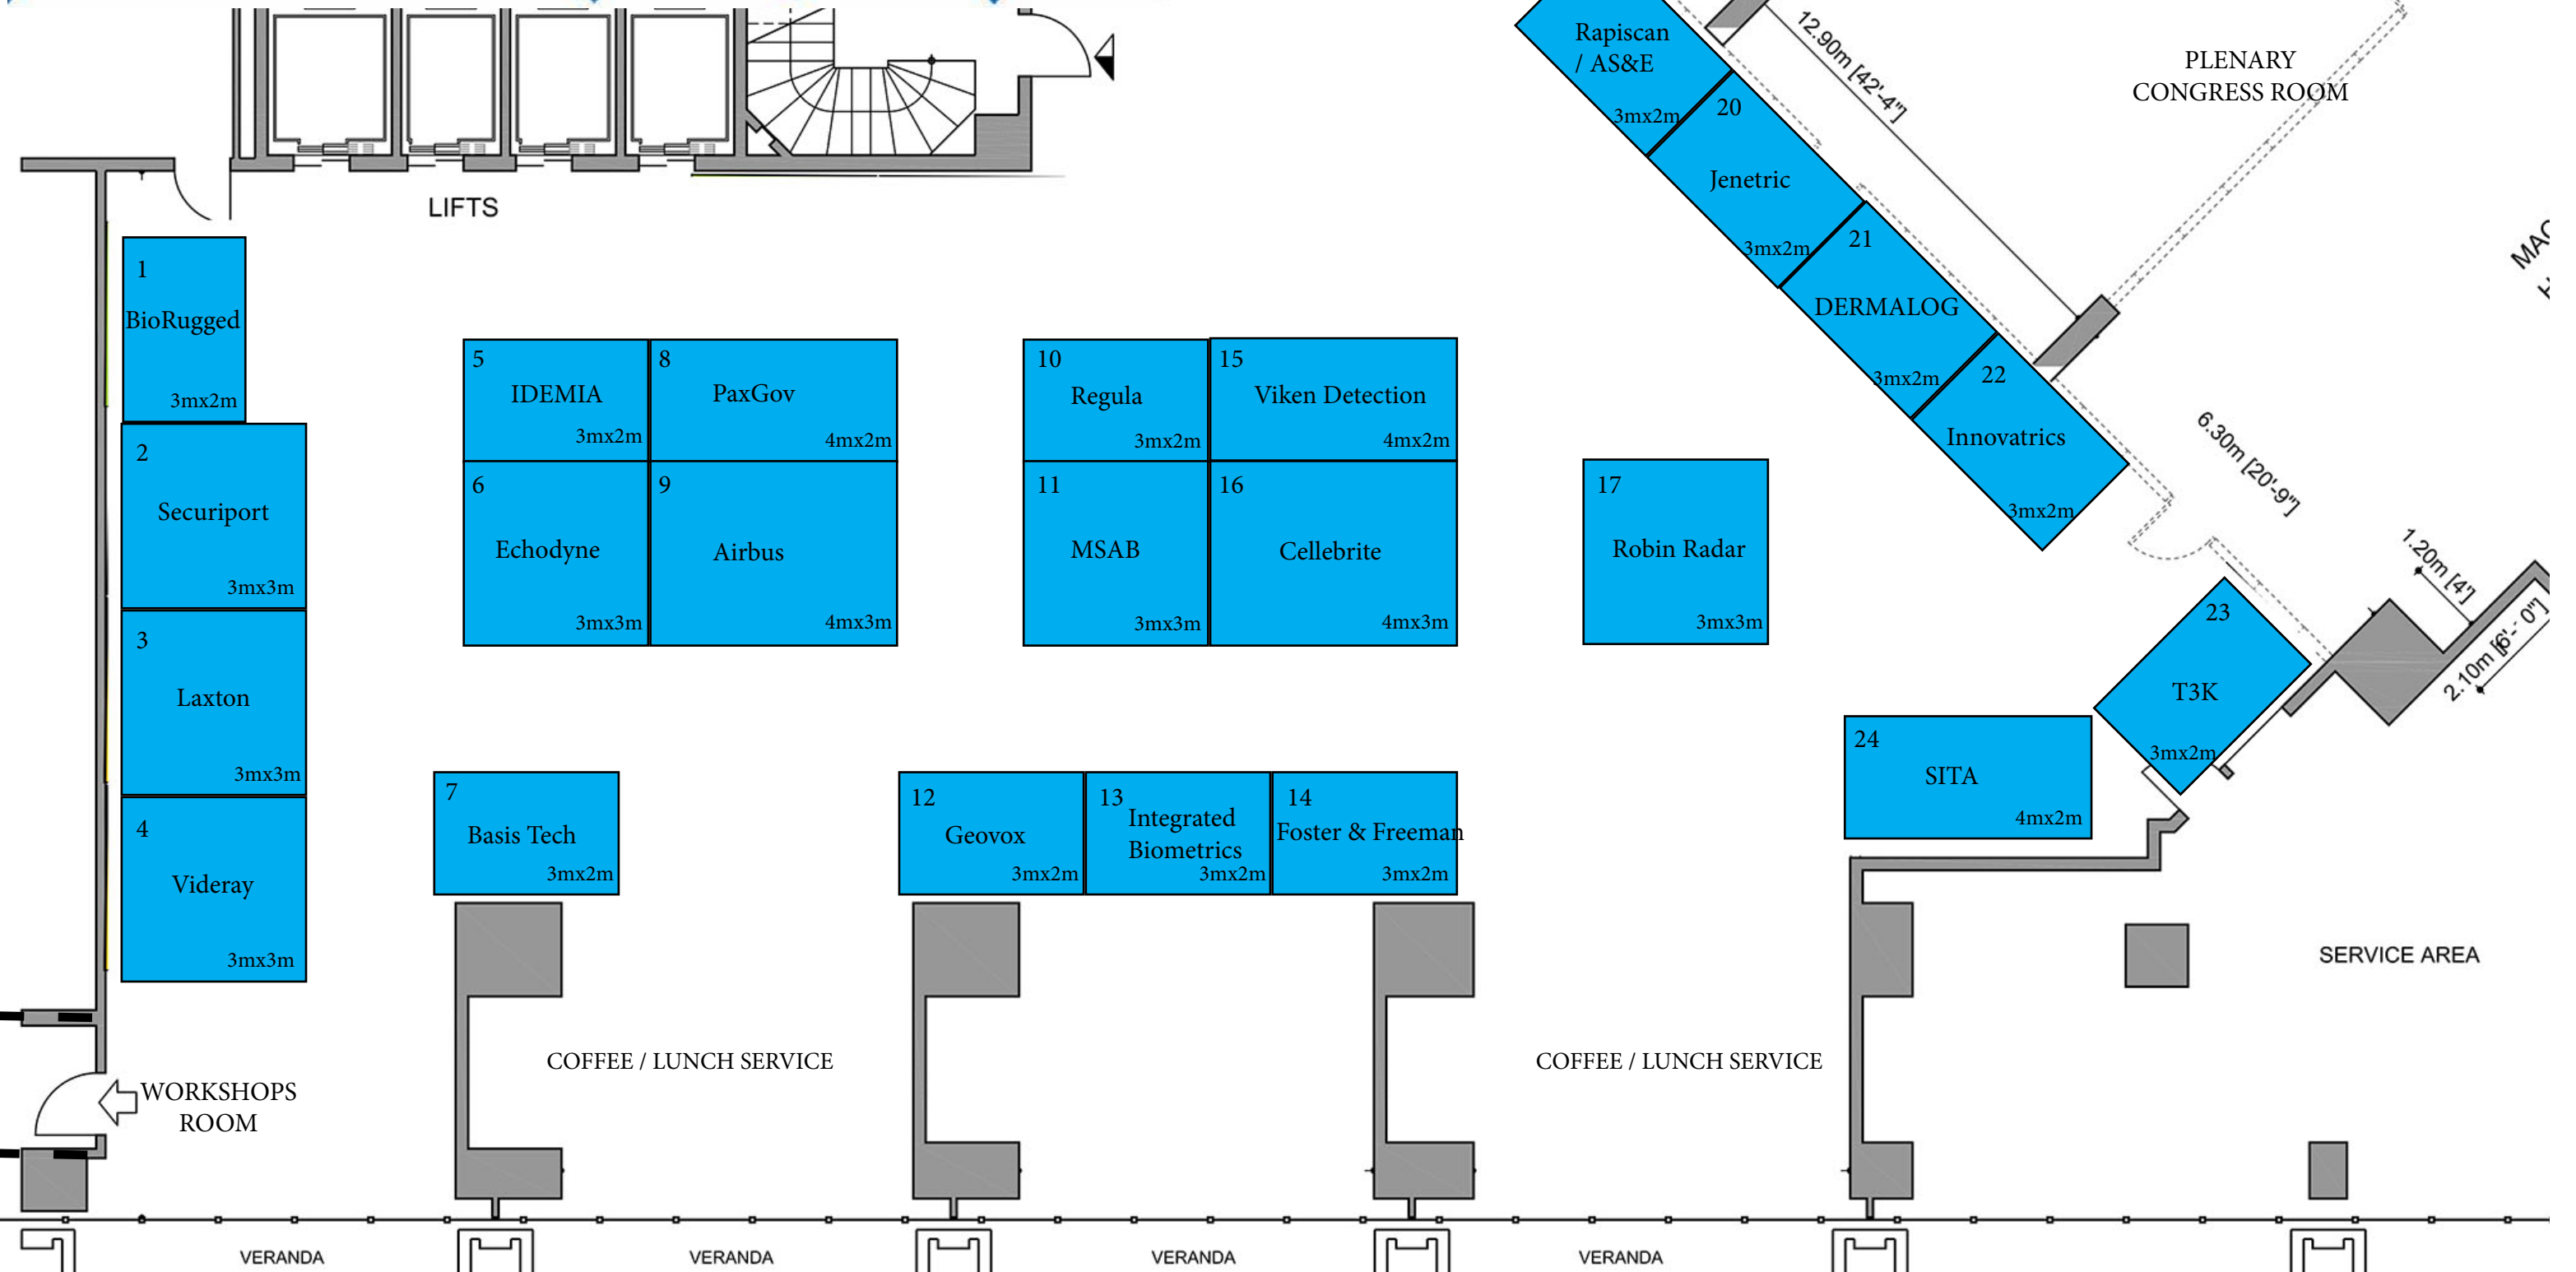 LIFTS
1
BioRugged
3mx2m
2
Securiport
3mx3m
3
Laxton
3mx3m
4
Videray
3mx3m
5
IDEMIA
3mx2m
8
PaxGov
4mx2m
6
Echodyne
3mx3m
9
Airbus
4mx3m
7
Basis Tech
3mx2m
10
Regula
3mx2m
15
Viken Detection
4mx2m
11
MSAB
3mx3m
16
Cellebrite
4mx3m
12
Geovox
3mx2m
13
Integrated
Biometrics
3mx2m
14
Foster & Freeman
3mx2m
17
Robin Radar
3mx3m
Rapiscan
/ AS&E
3mx2m
20
Jenetric
3mx2m
21
DERMALOG
3mx2m
22
Innovatrics
3mx2m
23
T3K
3mx2m
24
SITA
4mx2m
12.90m [42'-4"]
PLENARY
CONGRESS ROOM
6.30m [20'-9"]
1.20m [4']
2.10m [6'- 0"]
SERVICE AREA
WORKSHOPS
ROOM
COFFEE / LUNCH SERVICE
COFFEE / LUNCH SERVICE
VERANDA
VERANDA
VERANDA
VERANDA